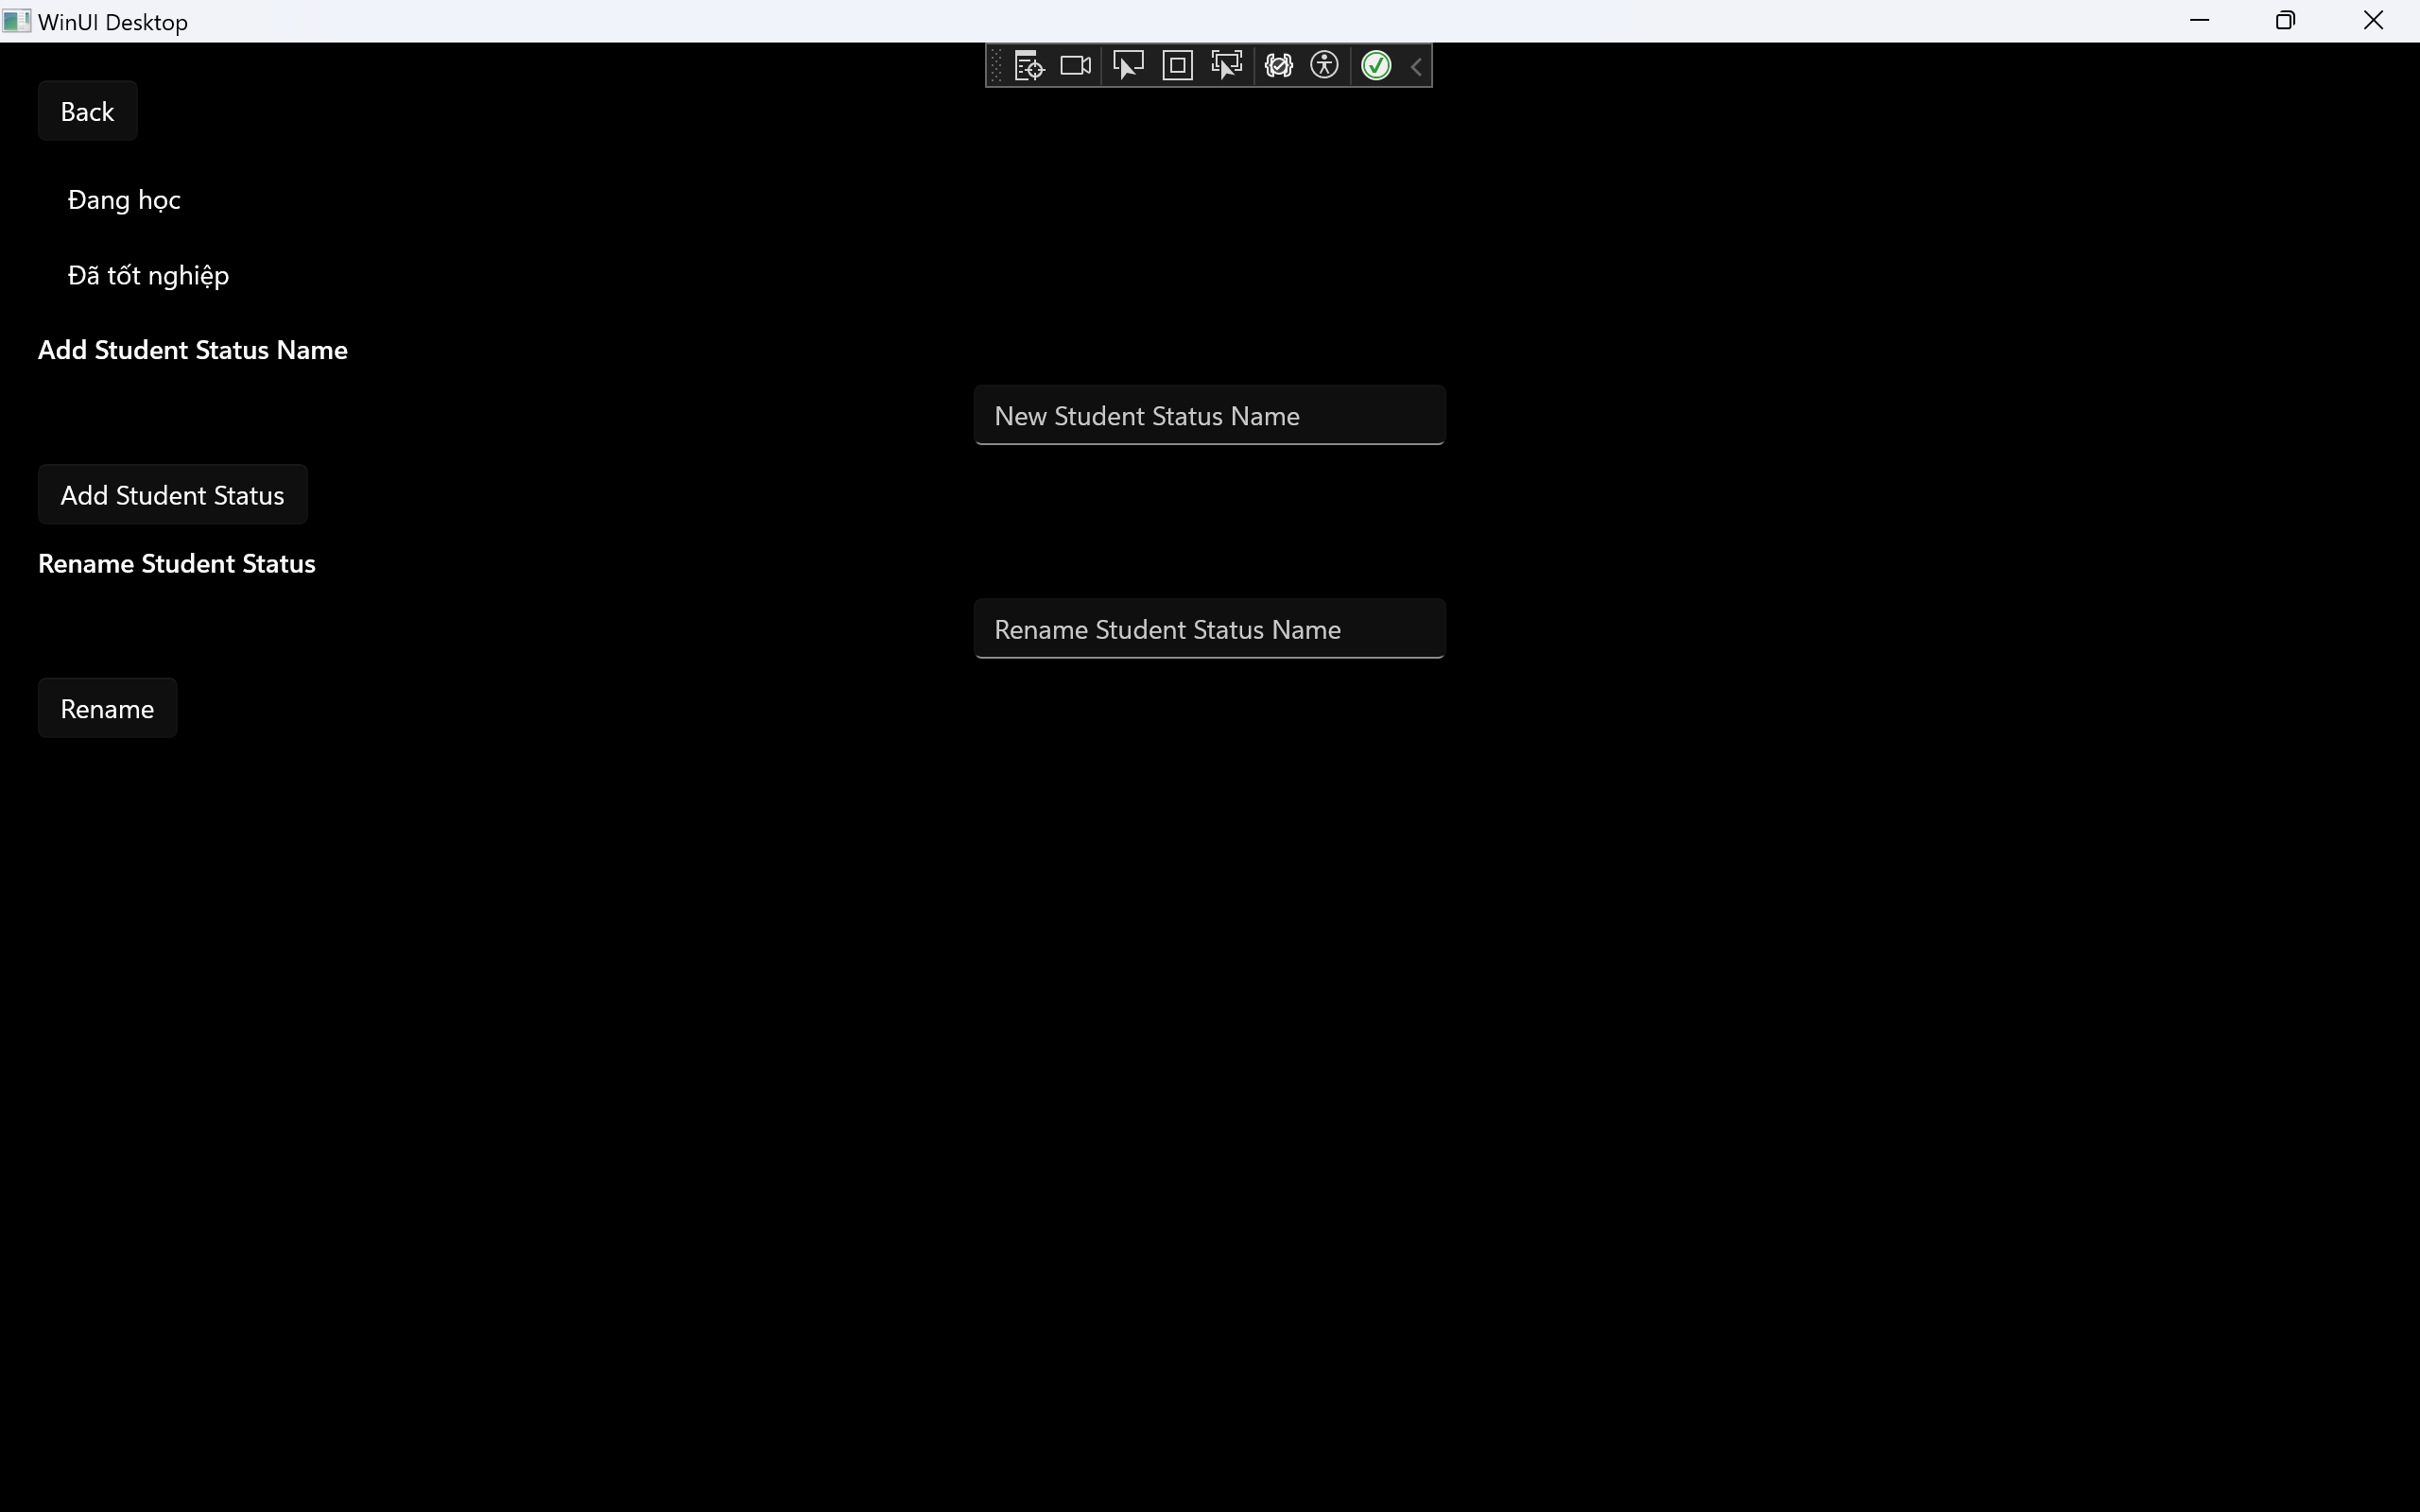 WinUI Desktop
Back
Đang học
Đã tốt nghiệp
Add Student Status Name
New Student Status Name
Add Student Status
Rename Student Status
Rename Student Status Name
Rename